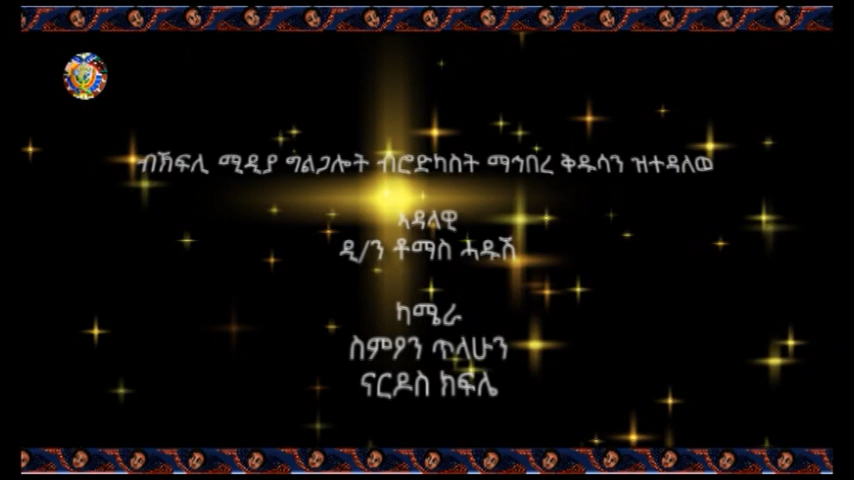 ብኽፍሊ ሚዲያ ግልጋሎት ብሮድካስት ማኅበረ ቅዱሳን ዝተዳለወ
ኣዳላዊ
ዲ/ን ቶማስ ሓዱሽ
ካሜራ
ስምዖን ጥላሁን
ናርዶስ ክፍሌ